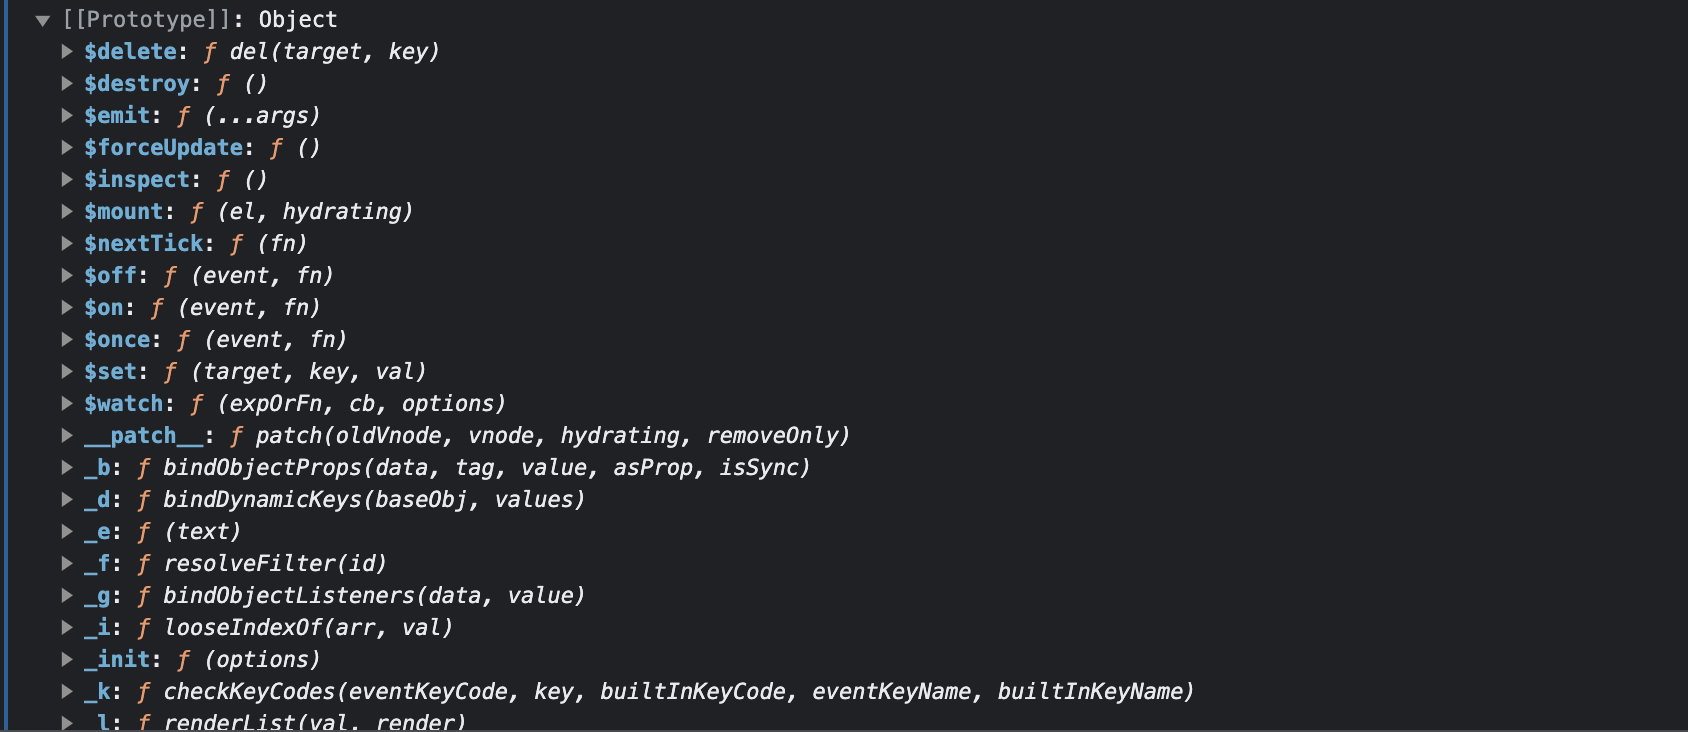 [[Prototype]]: Object
$delete: ƒ del(target, key)
$destroy: ƒ ()
$emit: ƒ (...args)
$forceUpdate: ƒ ()
$inspect: ƒ ()
$mount: ƒ (el, hydrating)
$nextTick: ƒ (fn)
$off: ƒ (event, fn)
$on: ƒ (event, fn)
$once: ƒ (event, fn)
$set: ƒ (target, key, val)
$watch: ƒ (expOrFn, cb, options)
__patch__: ƒ patch(oldVnode, vnode, hydrating, removeOnly)
_b: ƒ bindObjectProps(data, tag, value, asProp, isSync)
_d: ƒ bindDynamicKeys(baseObj, values)
_e: ƒ (text)
_f: ƒ resolveFilter(id)
_g: ƒ bindObjectListeners(data, value)
_i: ƒ looseIndexOf(arr, val)
_init: ƒ (options)
_k: ƒ checkKeyCodes(eventKeyCode, key, builtInKeyCode, eventKeyName, builtInKeyName)
_l: ƒ renderList(val, render)